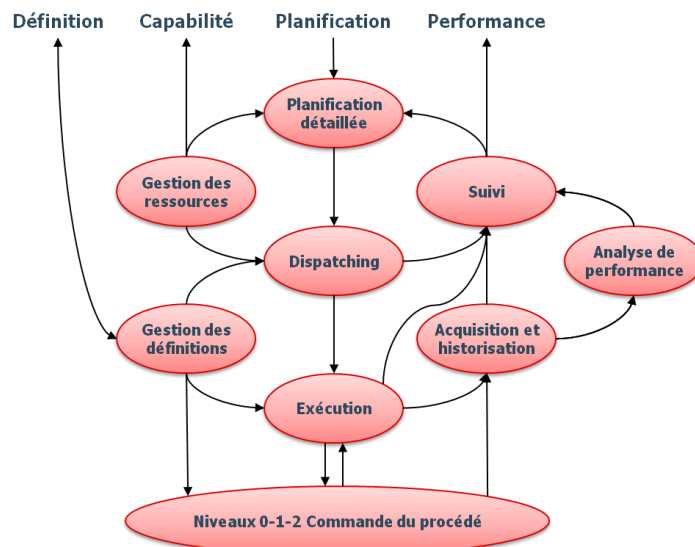 Définition Capabilité Planification Performance
Planification
détaillée
Gestion des
ressources
Suivi
Dispatching
Analyse de
performance
Gestion des
définitions
Acquisition et
historisation
Exécution
Niveaux 0-1-2 Commande du procédé